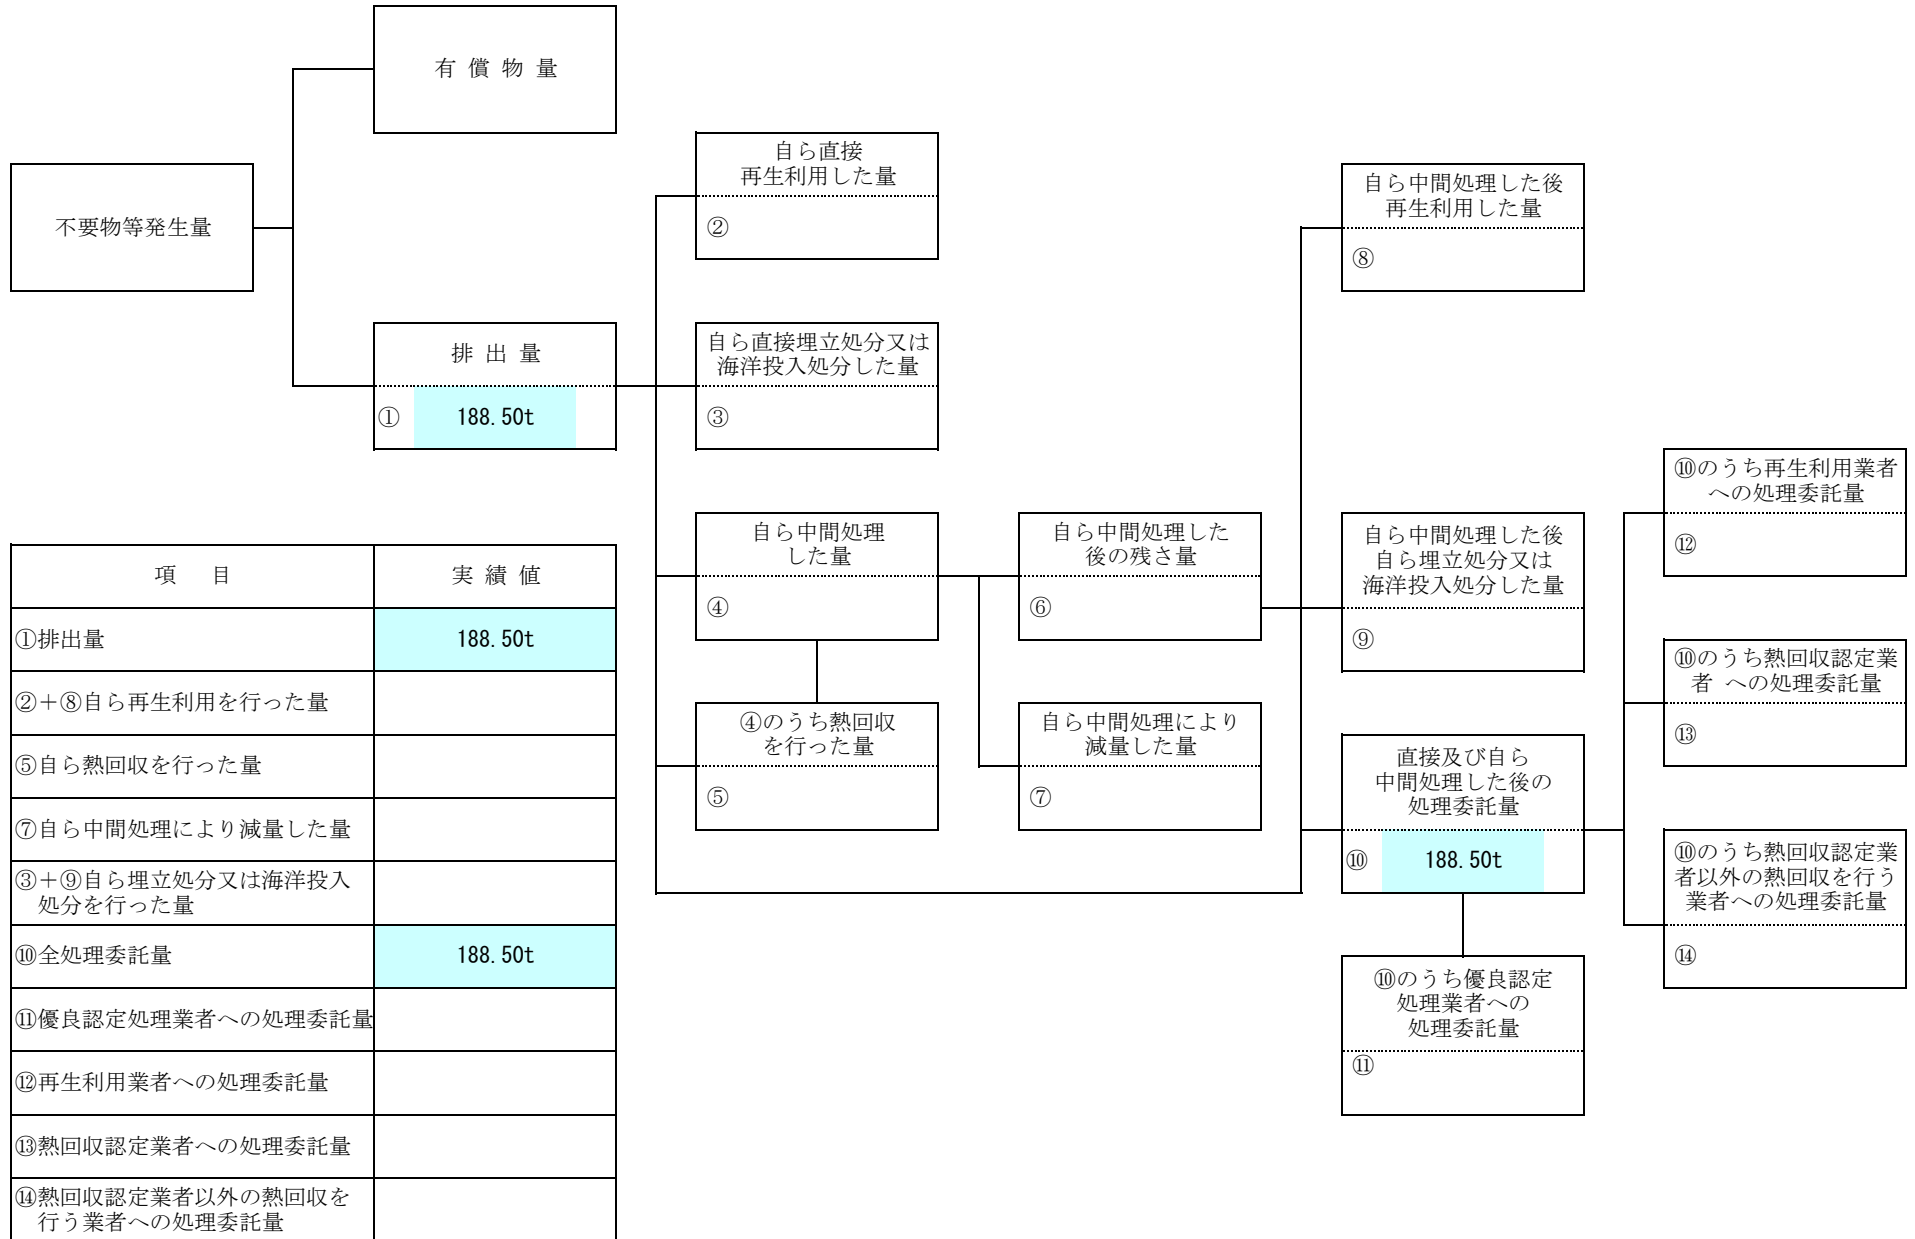 有 償 物 量
不要物等発生量
排 出 量
① 188.50t
自ら直接
再生利用した量
②
自ら直接埋立処分又は
海洋投入処分した量
③
自ら中間処理
した量
④
④のうち熱回収
を行った量
⑤
自ら中間処理した
後の残さ量
⑥
自ら中間処理により
減量した量
⑦
自ら中間処理した後
再生利用した量
⑧
自ら中間処理した後
自ら埋立処分又は
海洋投入処分した量
⑨
直接及び自ら
中間処理した後の
処理委託量
⑩ 188.50t
⑩のうち優良認定
処理業者への
処理委託量
⑪
⑩のうち再生利用業者
への処理委託量
⑫
⑩のうち熱回収認定業
者 への処理委託量
⑬
⑩のうち熱回収認定業
者以外の熱回収を行う
業者への処理委託量
⑭
項 目 実 績 値
①排出量 188.50t
②＋⑧自ら再生利用を行った量
⑤自ら熱回収を行った量
⑦自ら中間処理により減量した量
③＋⑨自ら埋立処分又は海洋投入
処分を行った量
⑩全処理委託量 188.50t
⑪優良認定処理業者への処理委託量
⑫再生利用業者への処理委託量
⑬熱回収認定業者への処理委託量
⑭熱回収認定業者以外の熱回収を
行う業者への処理委託量